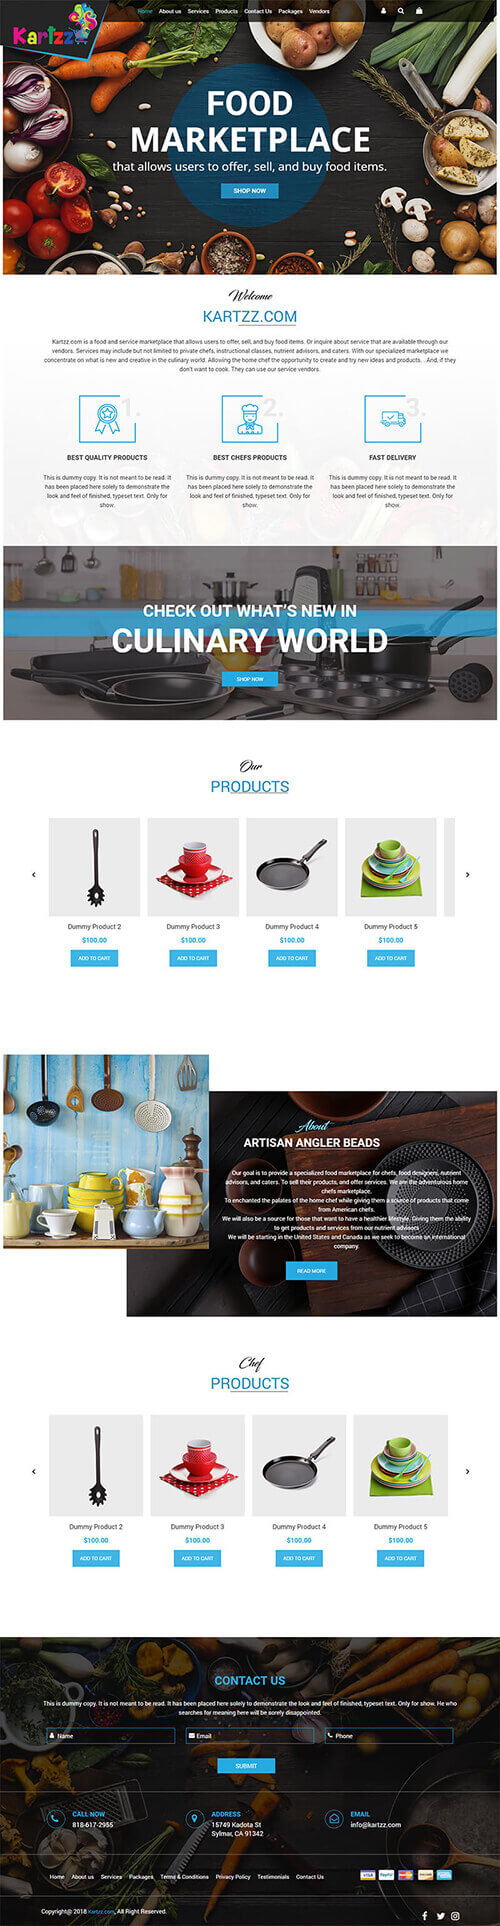 Kartzz
Home About us Services Products Contact Us Packages Vendors
FOOD
MARKETPLACE
that allows users to offer, sell, and buy food items.
SHOP NOW
Welcome
KARTZZ.COM
Kartzz.com is a food and service marketplace that allows users to offer, sell, and buy food items. Or inquire about service that are available through our
vendors. Services may include but not limited to private chefs, instructional classes, nutrient advisors, and caters. With our specialized marketplace we
concentrate on what is new and creative in the culinary world. Allowing the home chef the opportunity to create and try new ideas and products. . And, if they
don't want to cook. They can use our service vendors.
1. 2. 3.
BEST QUALITY PRODUCTS BEST CHEFS PRODUCTS FAST DELIVERY
This is dummy copy. It is not meant to be read. It This is dummy copy. It is not meant to be read. It This is dummy copy. It is not meant to be read. It
has been placed here solely to demonstrate the has been placed here solely to demonstrate the has been placed here solely to demonstrate the
look and feel of finished, typeset text. Only for look and feel of finished, typeset text. Only for look and feel of finished, typeset text. Only for
show. show. show.
CHECK OUT WHAT'S NEW IN
CULINARY WORLD
SHOP NOW
Our
PRODUCTS
Dummy Product 2 Dummy Product 3 Dummy Product 4 Dummy Product 5
$100.00 $100.00 $100.00 $100.00
ADD TO CART ADD TO CART ADD TO CART ADD TO CART
About
ARTISAN ANGLER BEADS
Our goal is to provide a specialized food marketplace for chefs, food designers, nutrient
advisors, and caters. To sell their products, and offer services. We are the adventurous home
chefs marketplace.
To enchanted the palates of the home chef while giving them a source of products that come
from American chefs.
We will also be a source for those that want to have a healthier lifestyle. Giving them the ability
to get products and services from our nutrient advisors
We will be starting in the United States and Canada as we seek to become an international
company.
READ MORE
Chef
PRODUCTS
Dummy Product 2 Dummy Product 3 Dummy Product 4 Dummy Product 5
$100.00 $100.00 $100.00 $100.00
ADD TO CART ADD TO CART ADD TO CART ADD TO CART
CONTACT US
This is dummy copy. It is not meant to be read. It has been placed here solely to demonstrate the look and feel of finished, typeset text. Only for show. He who
searches for meaning here will be sorely disappointed.
Name Email Phone
SUBMIT
CALL NOW ADDRESS EMAIL
818-617-2955 15749 Kadota St info@kartzz.com
Sylmar, CA 91342
Home About us Services Packages Terms & Conditions Privacy Policy Testimonials Contact Us
Copyright@ 2018 Kartzz.com, All Right Reserved.